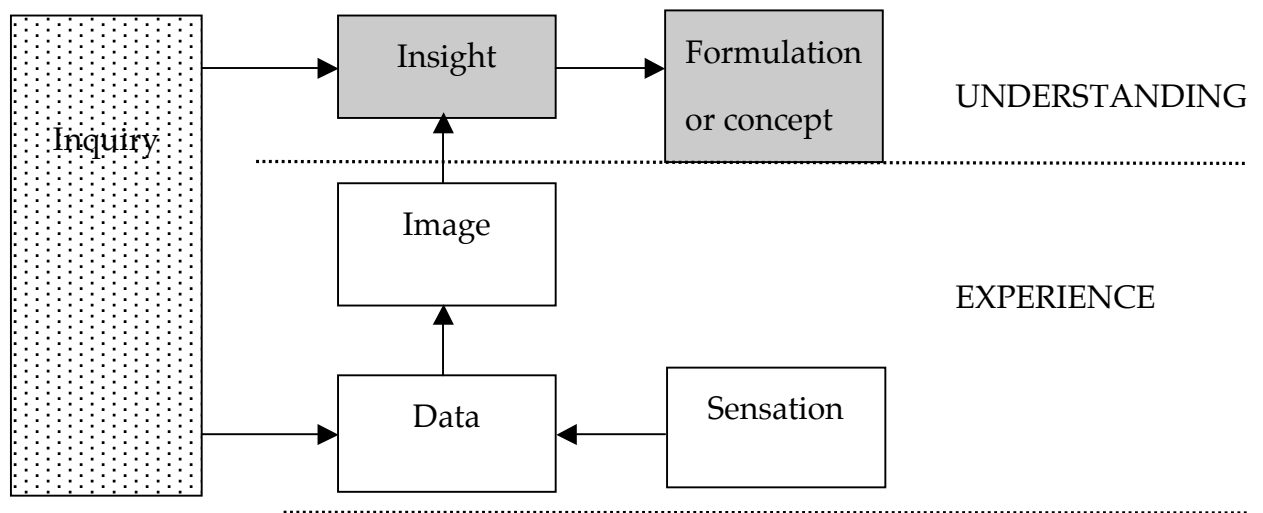 Insight
Formulation
or concept
UNDERSTANDING
Inquiry
Image
EXPERIENCE
Data
Sensation